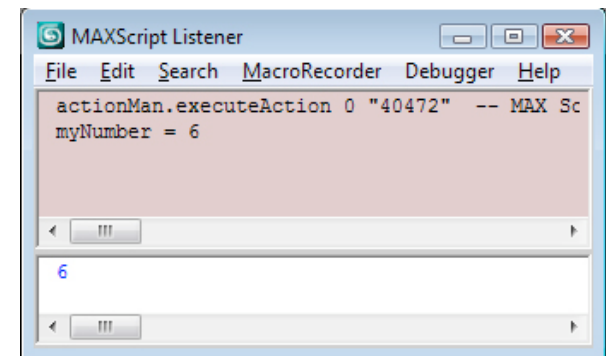 MAXScript Listener
File Edit Search MacroRecorder Debugger Help
actionMan.executeAction 0 "40472" -- MAX Sc
myNumber = 6
6